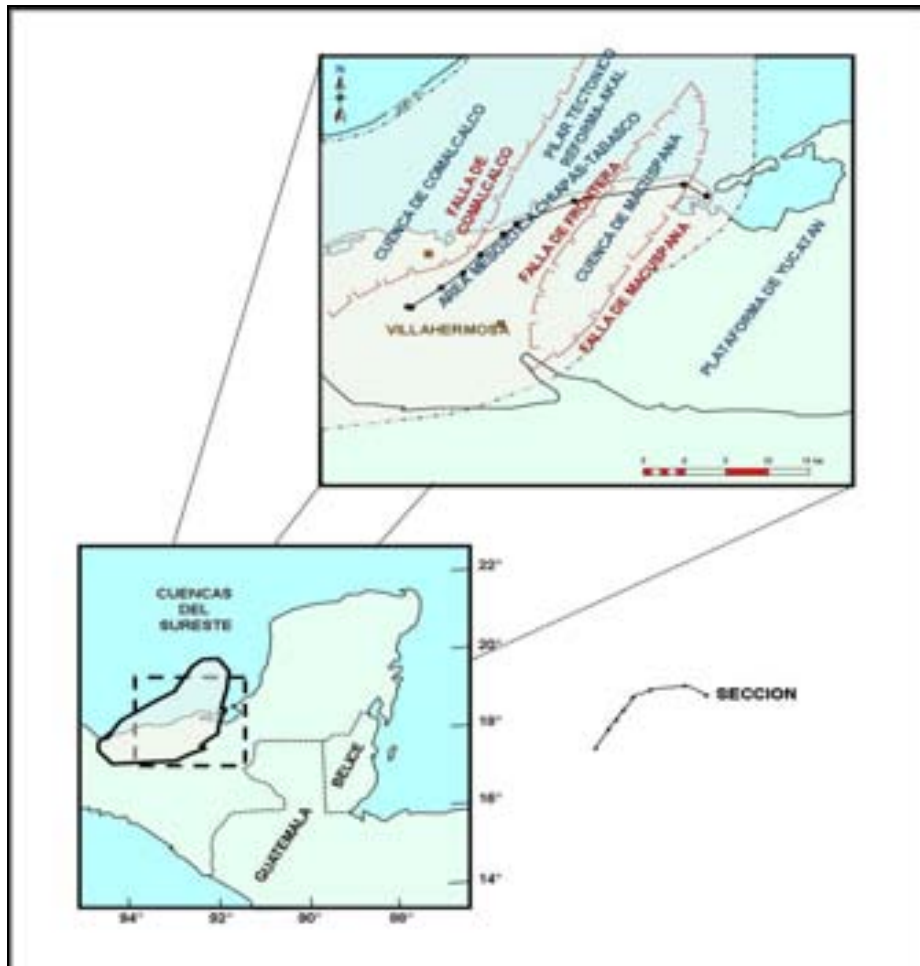 N
CUENCA DE COMALCALCO
FALLA DE
COMALCALCO
PILAR TECTONICO
REFORMA-AKAL
AREA MESOZOICA CHIAPAS-TABASCO
FALLA DE FRONTERA
CUENCA DE MACUSPANA
FALLA DE MACUSPANA
PLATAFORMA DE YUCATAN
VILLAHERMOSA
CUENCAS
DEL
SURESTE
22°
20°
18°
16°
14°
BELICE
GUATEMALA
94°
92°
90°
SECCION